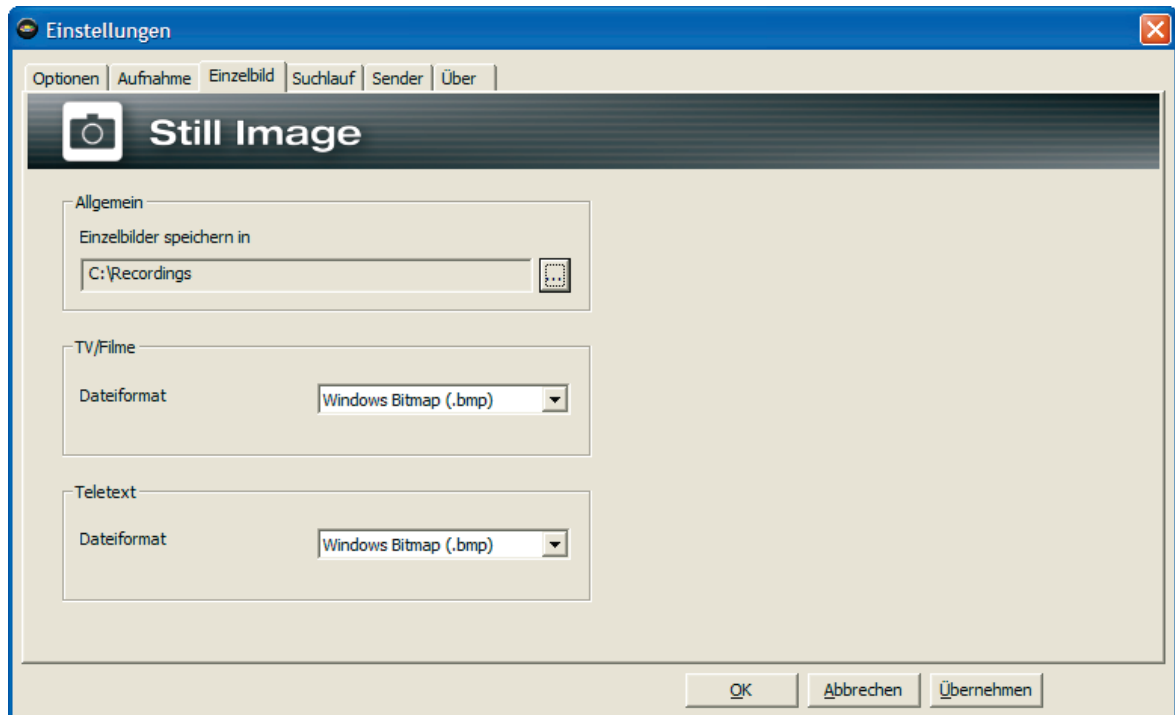 Einstellungen
Optionen Aufnahme Einzelbild Suchlauf Sender Über
Still Image
Allgemein
Einzelbilder speichern in
C:\Recordings ...
TV/Filme
Dateiformat Windows Bitmap (.bmp)
Teletext
Dateiformat Windows Bitmap (.bmp)
OK Abbrechen Übernehmen